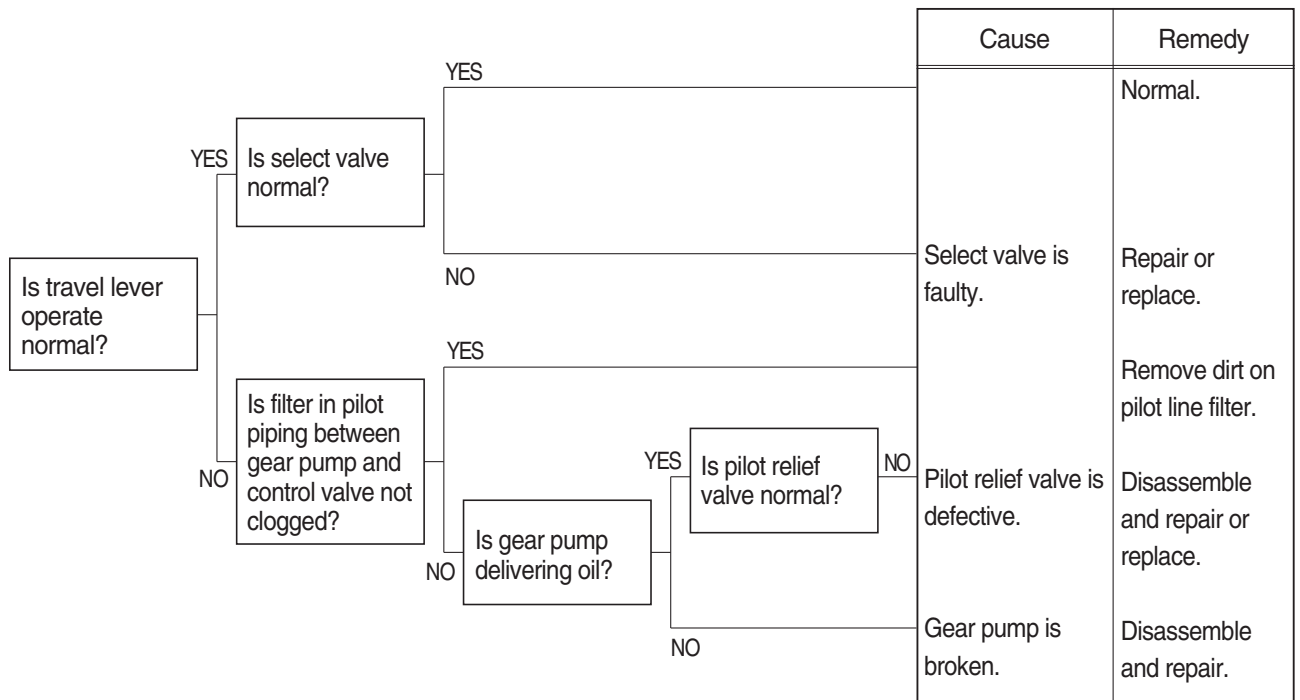 Cause
Remedy
YES
Normal.
YES
Is select valve
normal?
NO
Select valve is
faulty.
Repair or
replace.
Is travel lever
operate
normal?
YES
Remove dirt on
pilot line filter.
NO
Is filter in pilot
piping between
gear pump and
control valve not
clogged?
YES
Is pilot relief
valve normal?
NO
Pilot relief valve is
defective.
Disassemble
and repair or
replace.
NO
Is gear pump
delivering oil?
NO
Gear pump is
broken.
Disassemble
and repair.